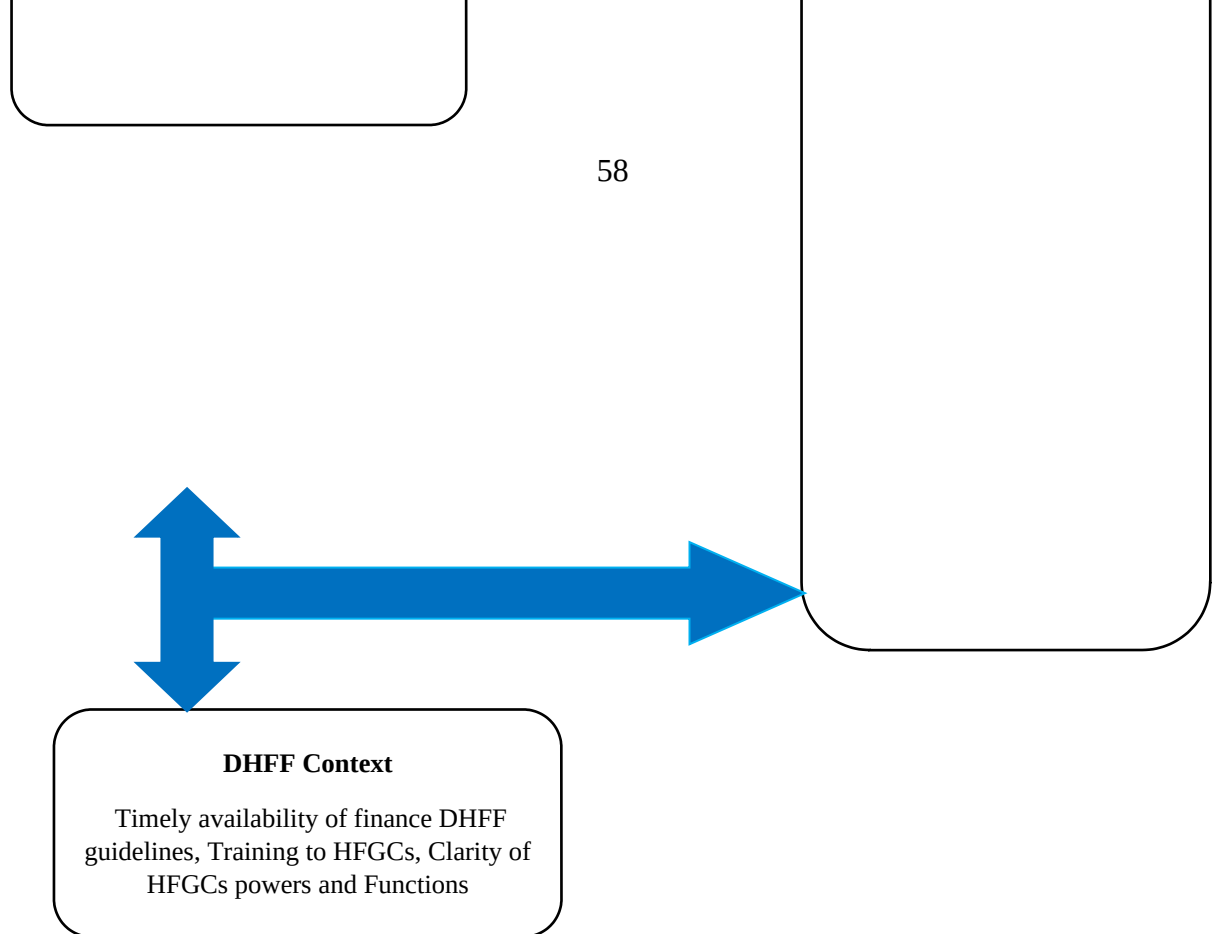 58
DHFF Context
Timely availability of finance DHFF
guidelines, Training to HFGCs, Clarity of
HFGCs powers and Functions